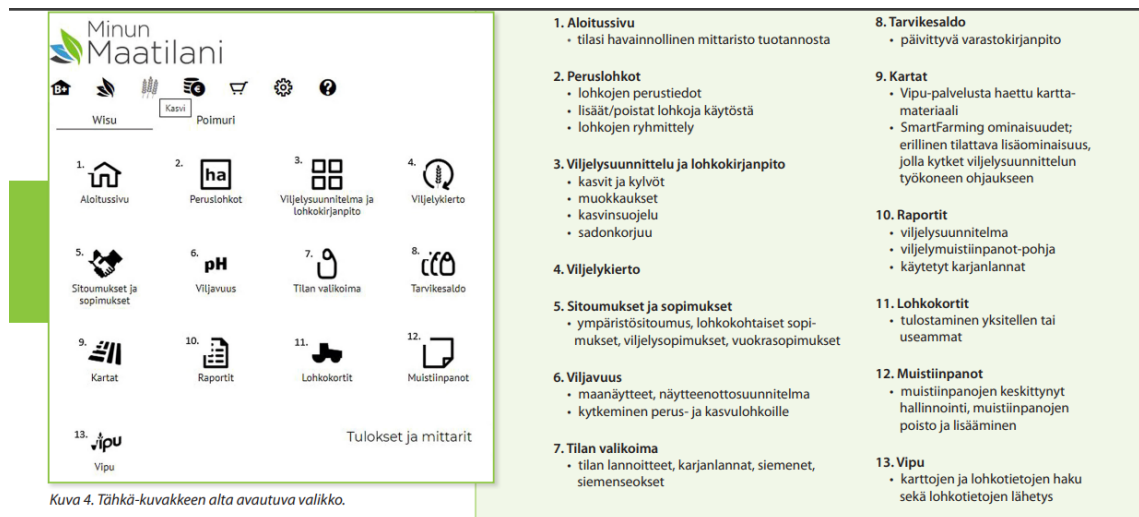 Minun
Maatilani
B+
€
?
Kasvi
Wisu
Poimuri
1.
Aloitussivu
2.
ha
Peruslohkot
3.
Viljelysuunnitelma ja
lohkokirjanpito
4.
Viljelykierto
5.
Sitoumukset ja
sopimukset
6.
pH
Viljavuus
7.
Tilan valikoima
8.
Tarvikesaldo
9.
Kartat
10.
Raportit
11.
Lohkokortit
12.
Muistiinpanot
13.
vipu
Vipu
Tulokset ja mittarit
Kuva 4. Tähkä-kuvakkeen alta avautuva valikko.
1. Aloitussivu
• tilasi havainnollinen mittaristo tuotannosta
2. Peruslohkot
• lohkojen perustiedot
• lisäät/poistat lohkoja käytöstä
• lohkojen ryhmittely
3. Viljelysuunnittelu ja lohkokirjanpito
• kasvit ja kylvöt
• muokkaukset
• kasvinsuojelu
• sadonkorjuu
4. Viljelykierto
5. Sitoumukset ja sopimukset
• ympäristösitoumus, lohkokohtaiset sopi-
mukset, viljelysopimukset, vuokrasopimukset
6. Viljavuus
• maanäytteet, näytteenottosuunnitelma
• kytkeminen perus- ja kasvulohkoille
7. Tilan valikoima
• tilan lannoitteet, karjanlannat, siemenet,
siemenseokset
8. Tarvikesaldo
• päivittyvä varastokirjanpito
9. Kartat
• Vipu-palvelusta haettu kartta-
materiaali
• SmartFarming ominaisuudet;
erillinen tilattava lisäominaisuus,
jolla kytket viljelysuunnittelun
työkoneen ohjaukseen
10. Raportit
• viljelysuunnitelma
• viljelymuistiinpanot-pohja
• käytetyt karjanlannat
11. Lohkokortit
• tulostaminen yksitellen tai
useammat
12. Muistiinpanot
• muistiinpanojen keskittynyt
hallinnointi, muistiinpanojen
poisto ja lisääminen
13. Vipu
• karttojen ja lohkotietojen haku
sekä lohkotietojen lähetys